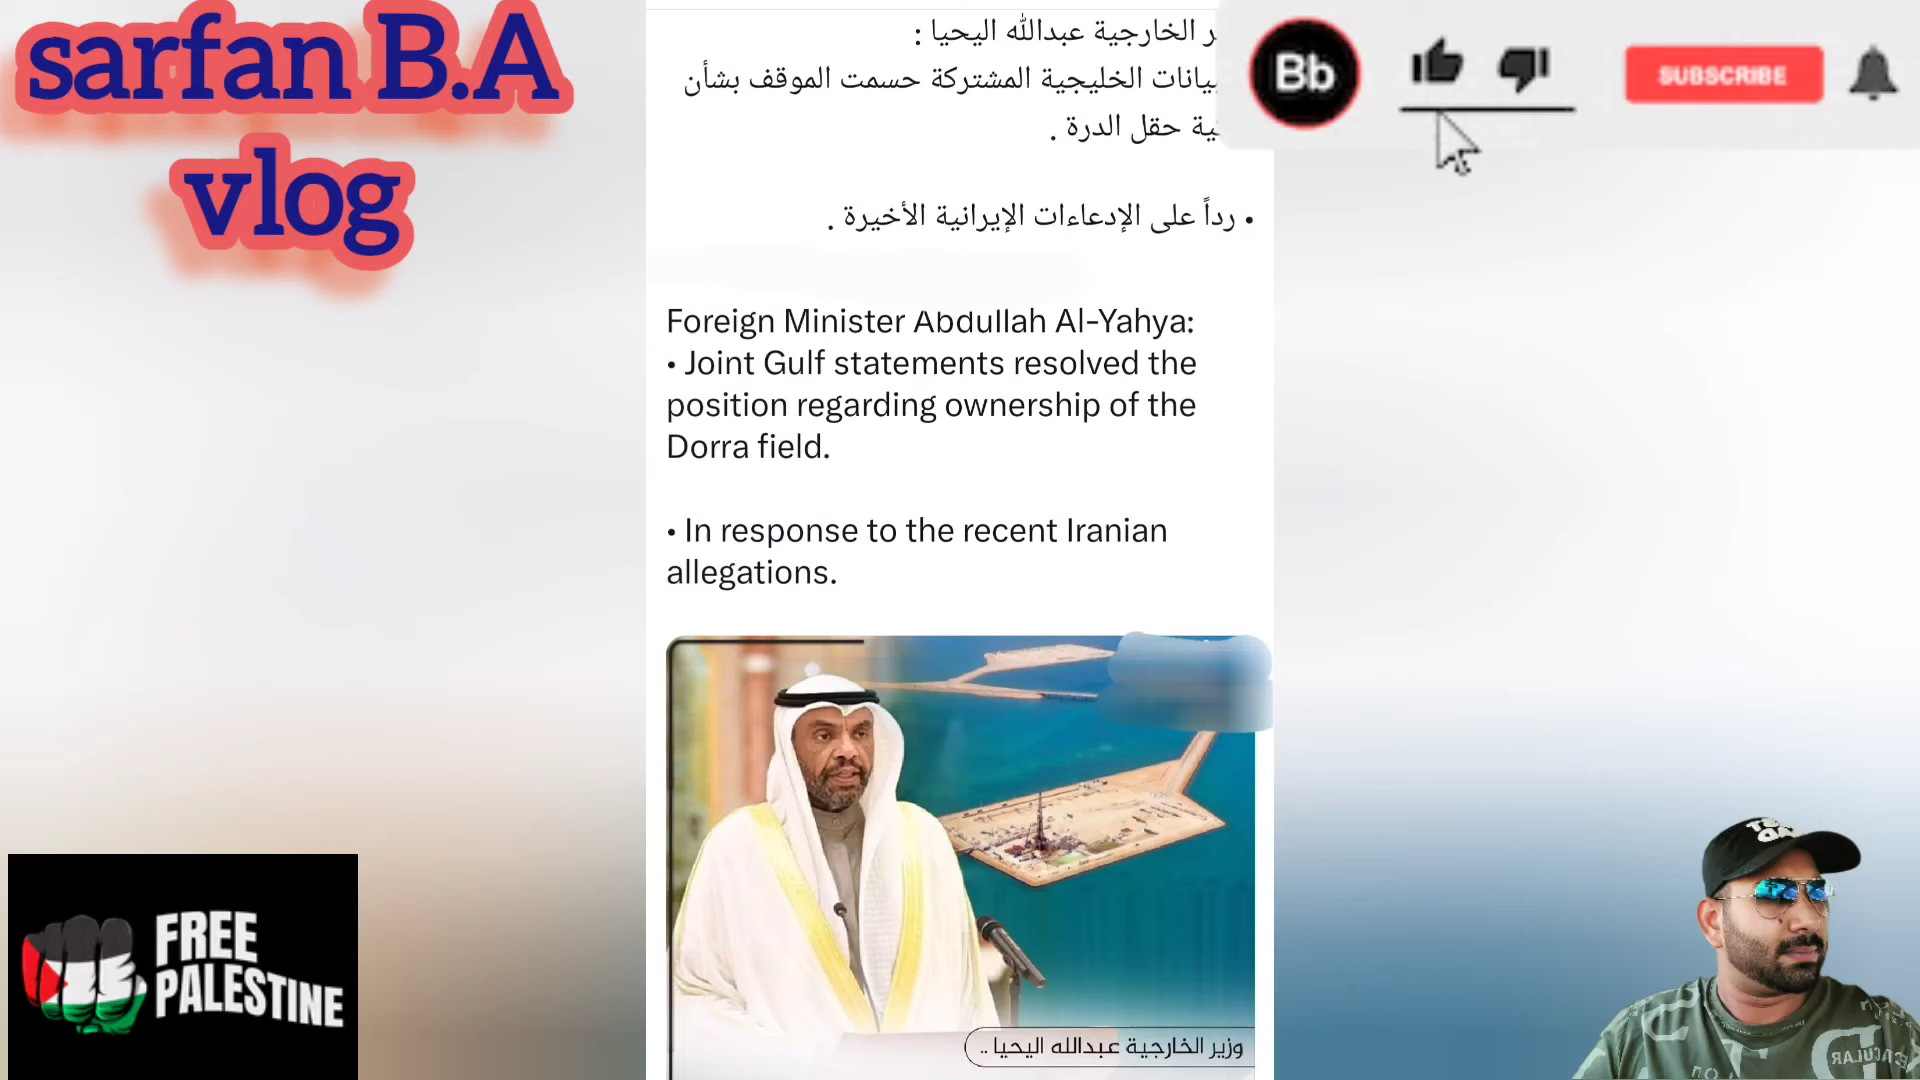 sarfan B.A
vlog
الخارجية عبدالله اليحيا :
الخليجية المشتركة حسمت الموقف بشأن
حقل الدرة .
• رداً على الإدعاءات الإيرانية الأخيرة .
Foreign Minister Abdullah Al-Yahya:
• Joint Gulf statements resolved the
position regarding ownership of the
Dorra field.
• In response to the recent Iranian
allegations.
وزير الخارجية عبدالله اليحيا ..
Bb
SUBSCRIBE
FREE
PALESTINE